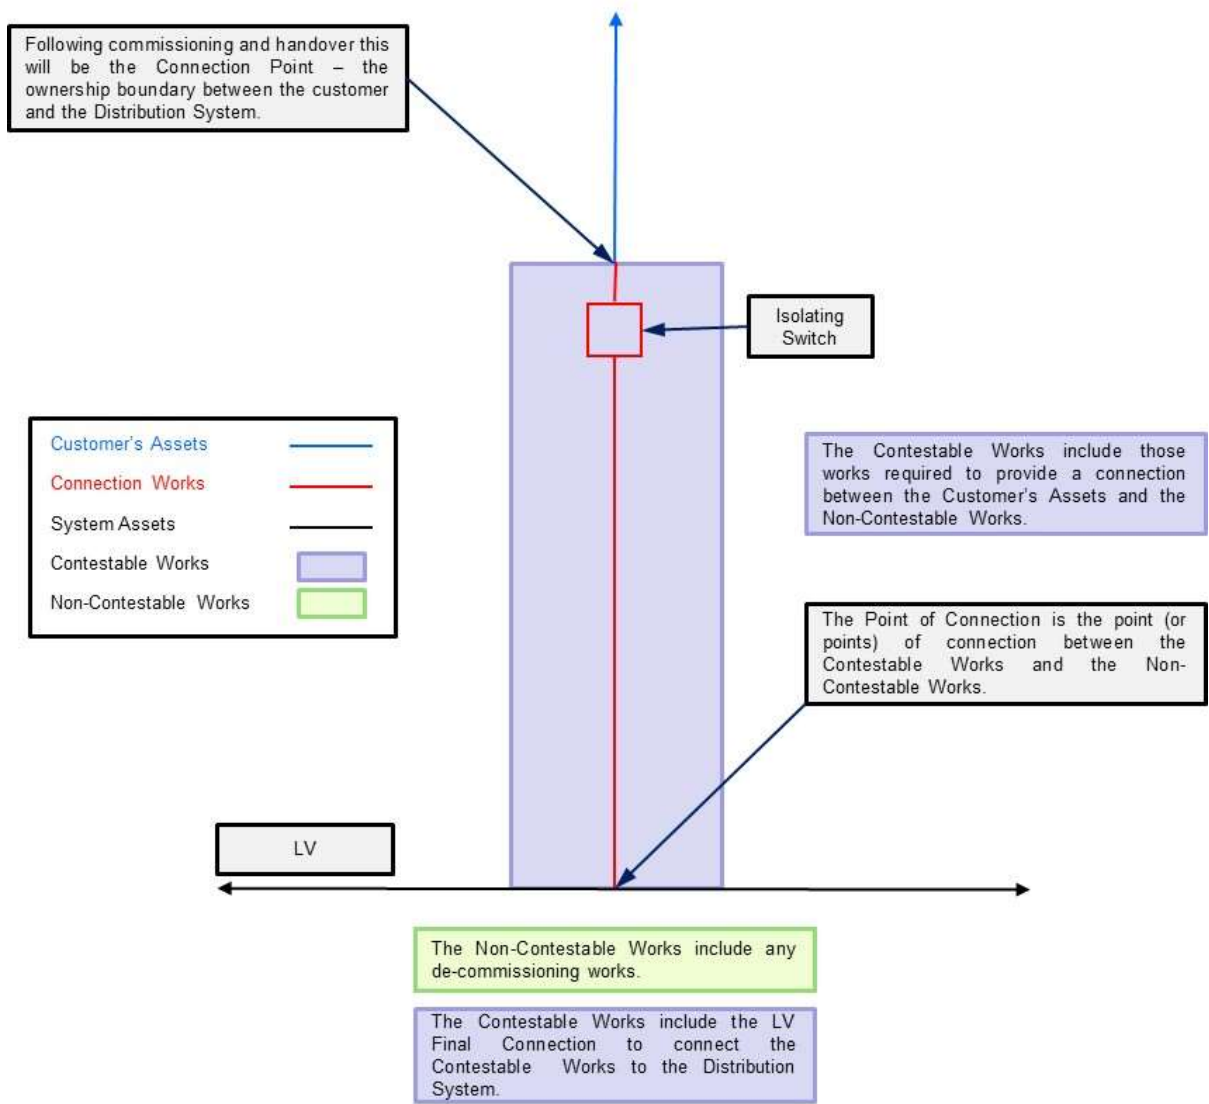 Following commissioning and handover this
will be the Connection Point – the
ownership boundary between the customer
and the Distribution System.
Isolating
Switch
Customer's Assets
Connection Works
System Assets
Contestable Works
Non-Contestable Works
The Contestable Works include those
works required to provide a connection
between the Customer's Assets and the
Non-Contestable Works.
The Point of Connection is the point (or
points) of connection between the
Contestable Works and the Non-
Contestable Works.
LV
The Non-Contestable Works include any
de-commissioning works.
The Contestable Works include the LV
Final Connection to connect the
Contestable Works to the Distribution
System.